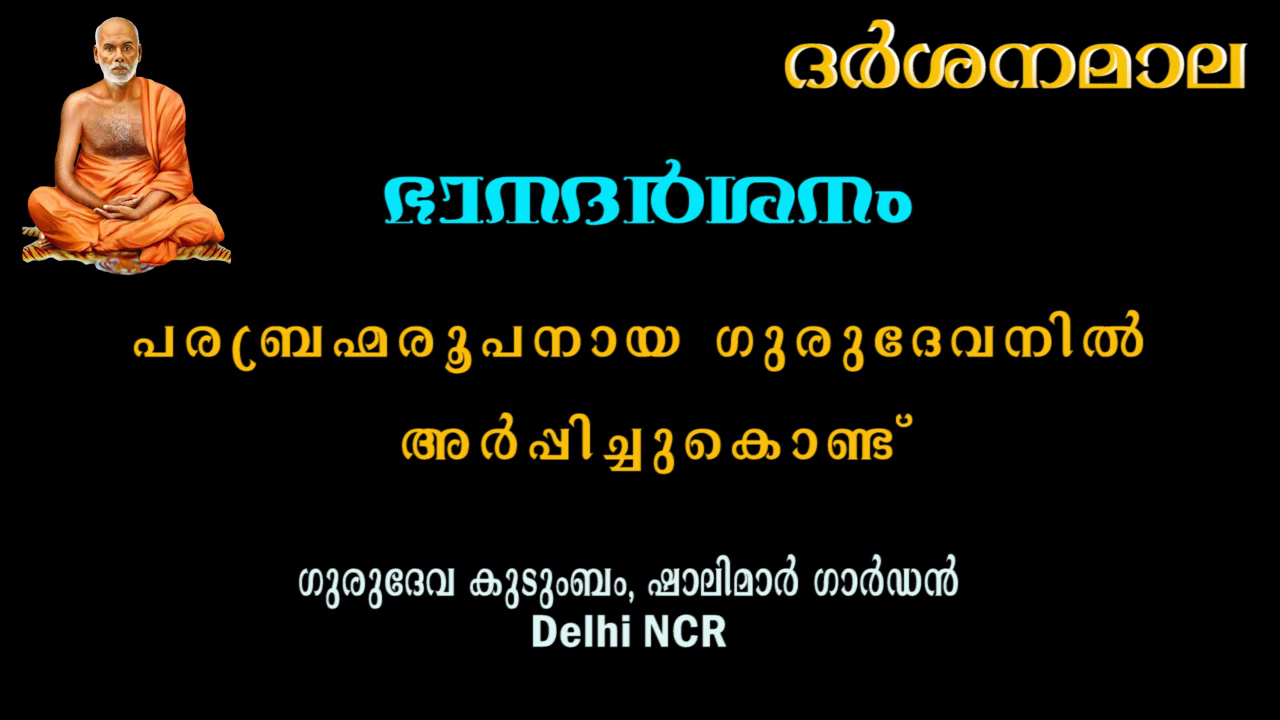 ദർശനമാല
ഭാനദർശനം
പരബ്രഹ്മരൂപനായ ഗുരുദേവനിൽ
അർപ്പിച്ചുകൊണ്ട്
ഗുരുദേവ കുടുംബം, ഷാലിമാർ ഗാർഡൻ
Delhi NCR